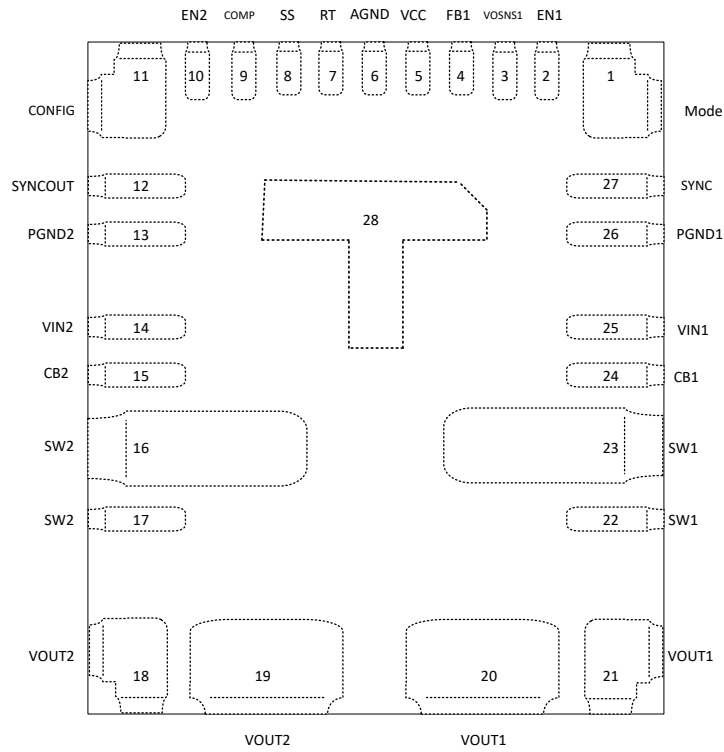 EN2 COMP SS RT AGND VCC FB1 VOSNS1 EN1
11 10 9 8 7 6 5 4 3 2 1
CONFIG Mode
SYNCOUT 12 27 SYNC
PGND2 13 28 26 PGND1
VIN2 14 25 VIN1
CB2 15 24 CB1
SW2 16 23 SW1
SW2 17 22 SW1
VOUT2 18 19 20 21 VOUT1
VOUT2 VOUT1